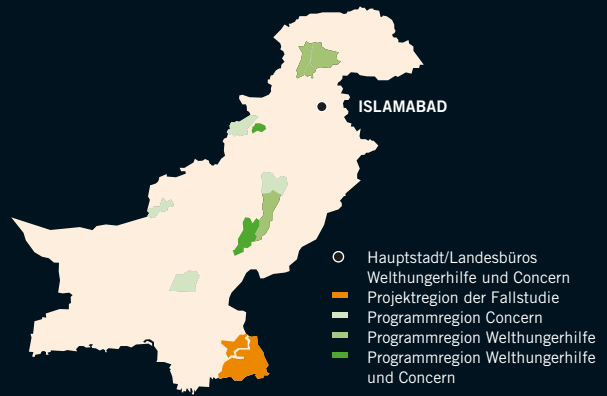 ISLAMABAD
Hauptstadt/Landesbüros
Welthungerhilfe und Concern
Projektregion der Fallstudie
Programmregion Concern
Programmregion Welthungerhilfe
Programmregion Welthungerhilfe
und Concern